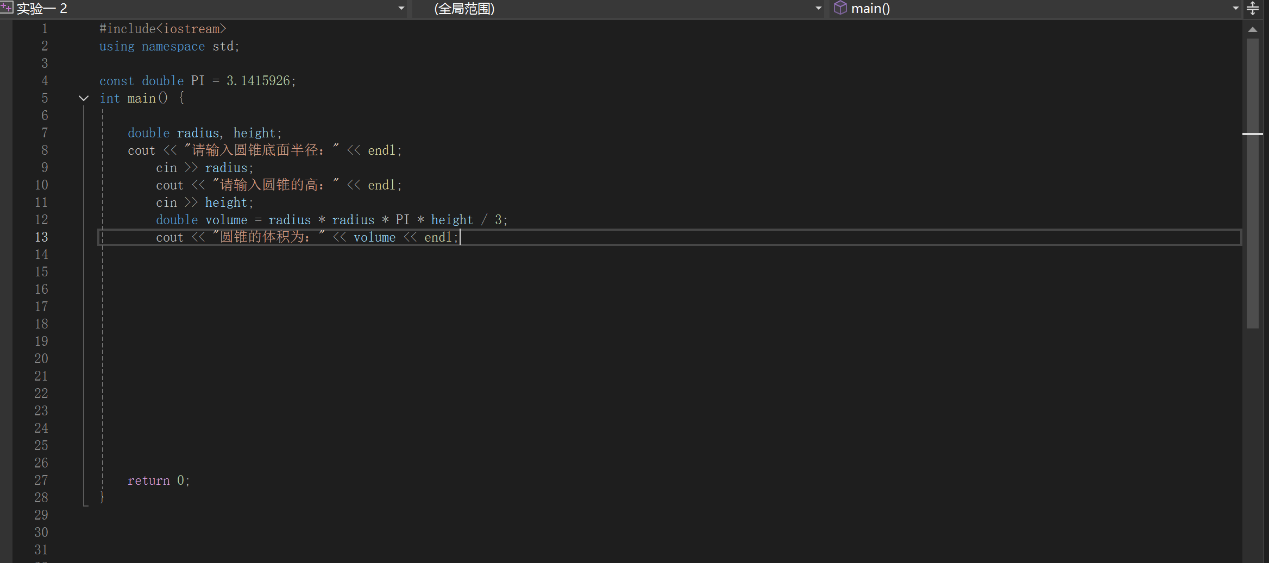 实验一 2 (全局范围) main()
1 #include<iostream>
2 using namespace std;
3
4 const double PI = 3.1415926;
5 int main() {
6
7 double radius, height;
8 cout << "请输入圆锥底面半径：" << endl;
9 cin >> radius;
10 cout << "请输入圆锥的高：" << endl;
11 cin >> height;
12 double volume = radius * radius * PI * height / 3;
13 cout << "圆锥的体积为：" << volume << endl;
14
15
16
17
18
19
20
21
22
23
24
25
26
27 return 0;
28 }
29
30
31